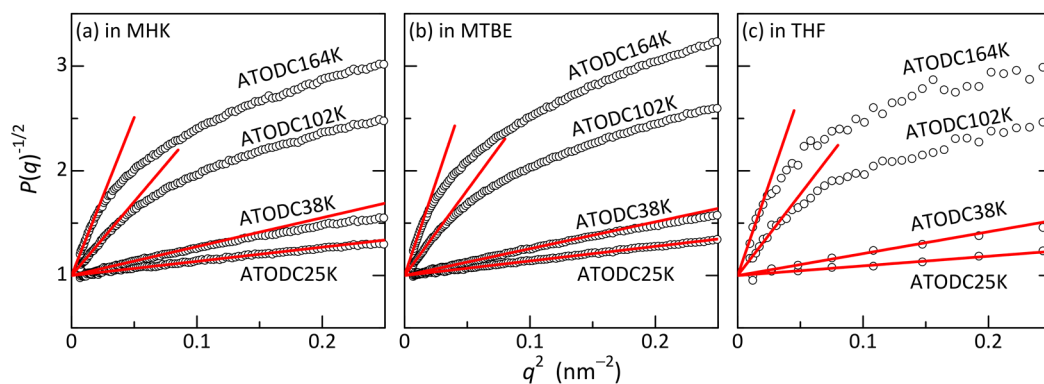 (a) in MHK
(b) in MTBE
(c) in THF
ATODC164K
ATODC102K
ATODC38K
ATODC25K
ATODC164K
ATODC102K
ATODC38K
ATODC25K
ATODC164K
ATODC102K
ATODC38K
ATODC25K
P(q)⁻¹/²
3
2
1
0 0.1 0.2
0 0.1 0.2
0 0.1 0.2
q² (nm⁻²)